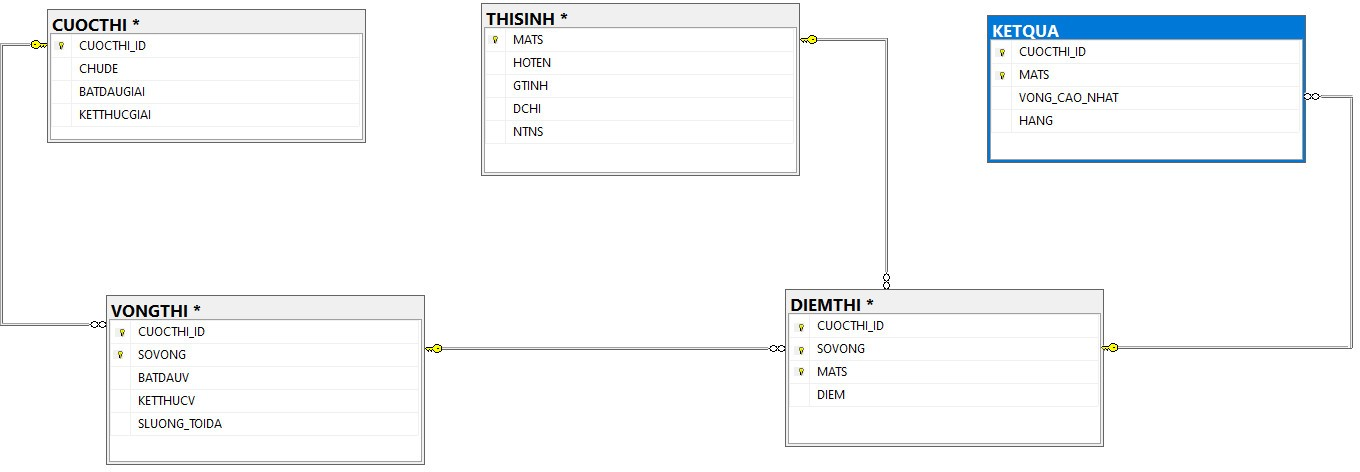 CUOCTHI *
CUOCTHI_ID
CHUDE
BATDAUGIAI
KETTHUCGIAI
THISINH *
MATS
HOTEN
GTINH
DCHI
NTNS
KETQUA
CUOCTHI_ID
MATS
VONG_CAO_NHAT
HANG
VONGTHI *
CUOCTHI_ID
SOVONG
BATDAUV
KETTHUCV
SLUONG_TOIDA
DIEMTHI *
CUOCTHI_ID
SOVONG
MATS
DIEM